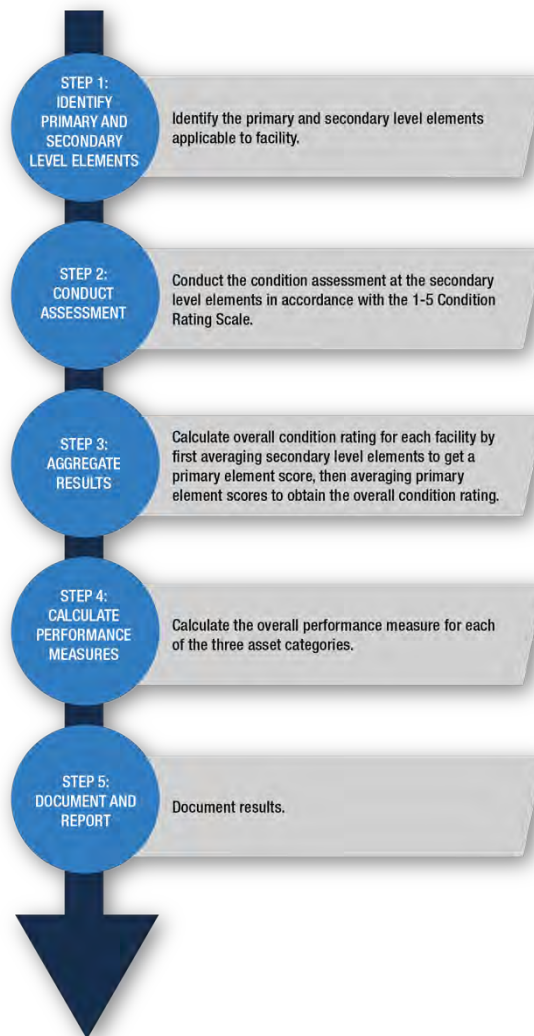 STEP 1:
IDENTIFY
PRIMARY AND
SECONDARY
LEVEL ELEMENTS
Identify the primary and secondary level elements
applicable to facility.
STEP 2:
CONDUCT
ASSESSMENT
Conduct the condition assessment at the secondary
level elements in accordance with the 1-5 Condition
Rating Scale.
STEP 3:
AGGREGATE
RESULTS
Calculate overall condition rating for each facility by
first averaging secondary level elements to get a
primary element score, then averaging primary
element scores to obtain the overall condition rating.
STEP 4:
CALCULATE
PERFORMANCE
MEASURES
Calculate the overall performance measure for each
of the three asset categories.
STEP 5:
DOCUMENT AND
REPORT
Document results.